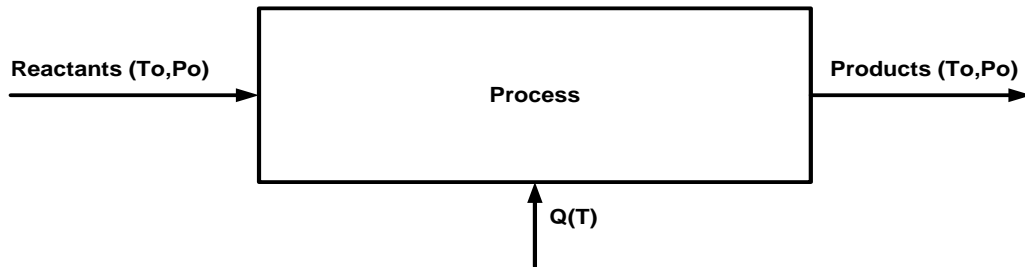 Reactants (To,Po)
Process
Products (To,Po)
Q(T)